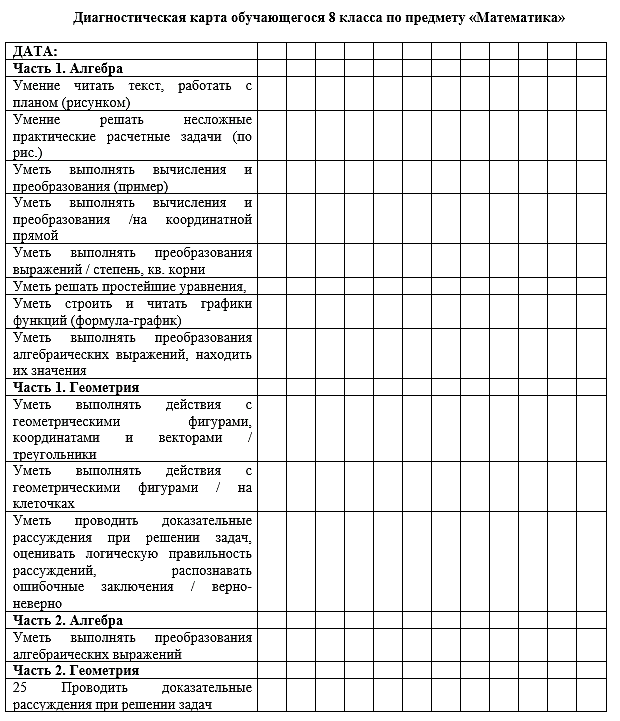 Диагностическая карта обучающегося 8 класса по предмету «Математика»
ДАТА:
Часть 1. Алгебра
Умение читать текст, работать с
планом (рисунком)
Умение решать несложные
практические расчетные задачи (по
рис.)
Уметь выполнять вычисления и
преобразования (пример)
Уметь выполнять вычисления и
преобразования /на координатной
прямой
Уметь выполнять преобразования
выражений / степень, кв. корни
Уметь решать простейшие уравнения,
Уметь строить и читать графики
функций (формула-график)
Уметь выполнять преобразования
алгебраических выражений, находить
их значения
Часть 1. Геометрия
Уметь выполнять действия с
геометрическими фигурами,
координатами и векторами /
треугольники
Уметь выполнять действия с
геометрическими фигурами / на
клеточках
Уметь проводить доказательные
рассуждения при решении задач,
оценивать логическую правильность
рассуждений, распознавать
ошибочные заключения / верно-
неверно
Часть 2. Алгебра
Уметь выполнять преобразования
алгебраических выражений
Часть 2. Геометрия
25 Проводить доказательные
рассуждения при решении задач